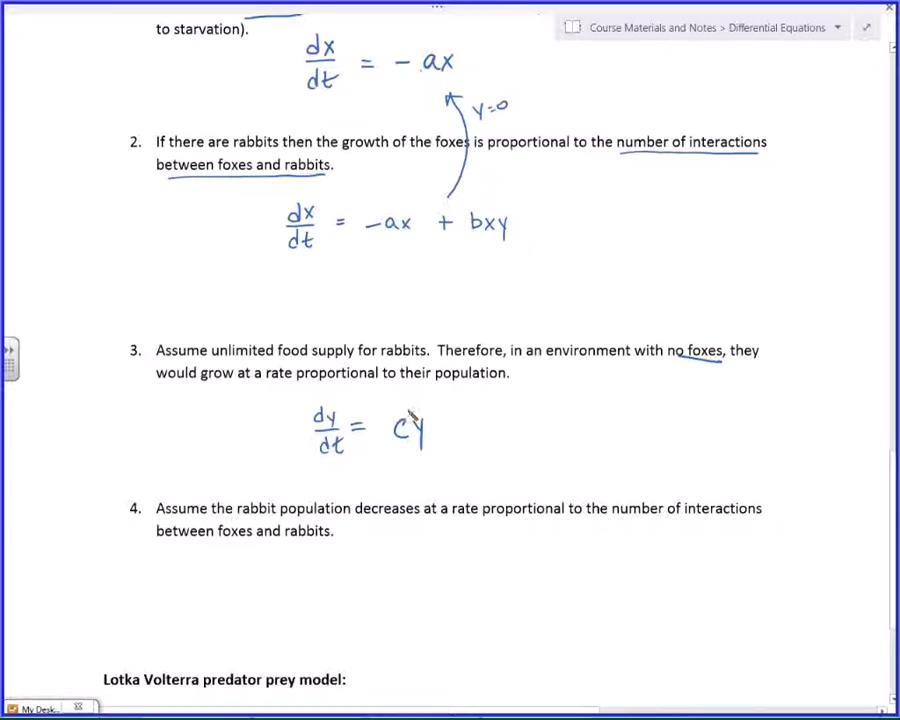 to starvation).
Course Materials and Notes > Differential Equations
dx/dt = - ax
y=0
2. If there are rabbits then the growth of the foxes is proportional to the number of interactions
between foxes and rabbits.
dx/dt = -ax + bxy
3. Assume unlimited food supply for rabbits. Therefore, in an environment with no foxes, they
would grow at a rate proportional to their population.
dy/dt = cy
4. Assume the rabbit population decreases at a rate proportional to the number of interactions
between foxes and rabbits.
Lotka Volterra predator prey model:
My Desk..